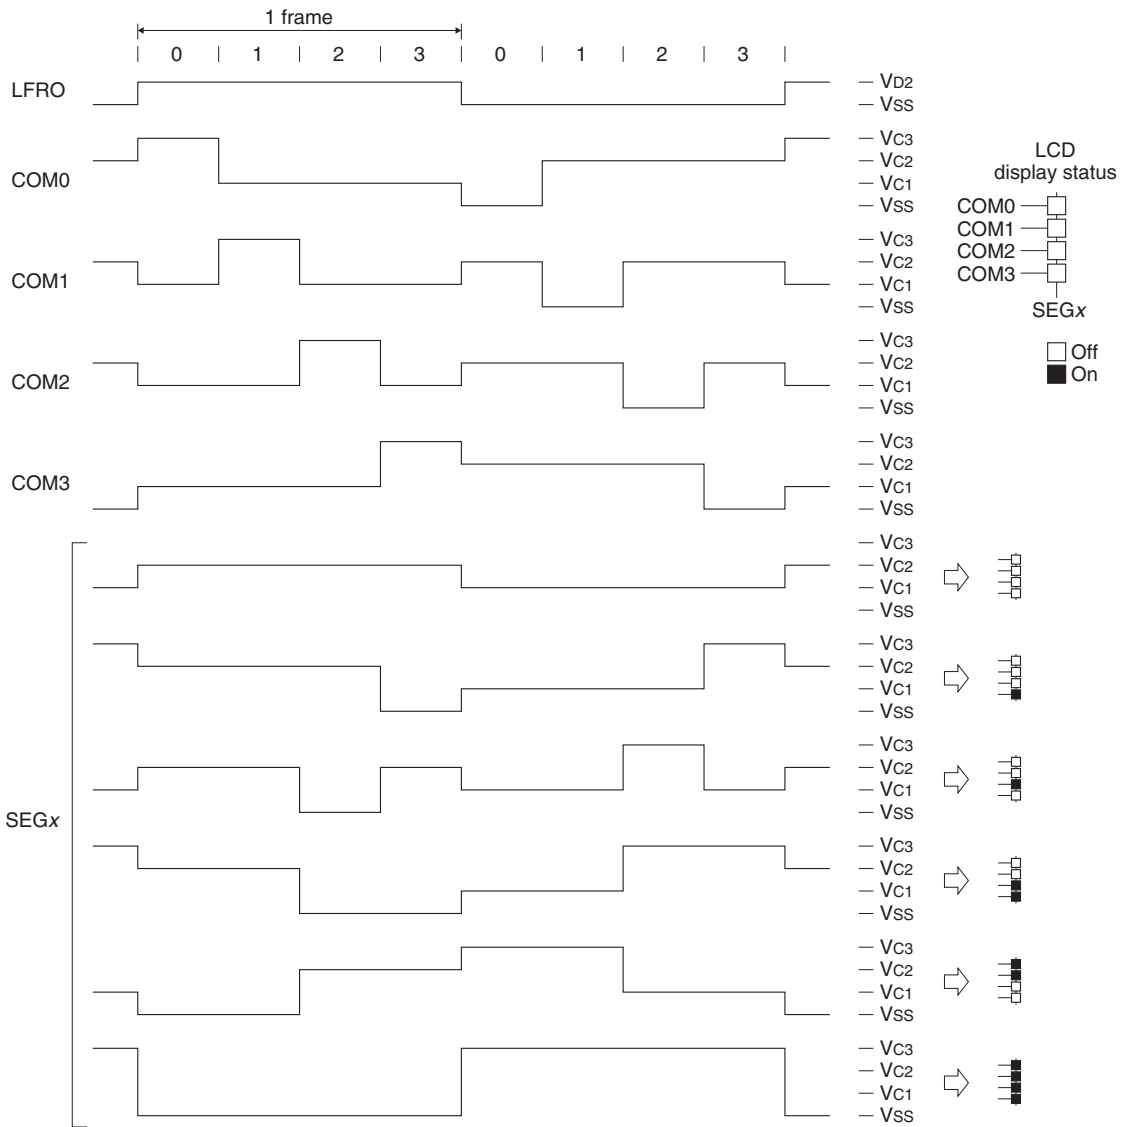 1 frame
0 1 2 3 0 1 2 3
LFRO
VD2
VSS
COM0
VC3
VC2
VC1
VSS
LCD
display status
COM0
COM1
COM2
COM3
SEGx
Off
On
COM1
VC3
VC2
VC1
VSS
COM2
VC3
VC2
VC1
VSS
COM3
VC3
VC2
VC1
VSS
SEGx
VC3
VC2
VC1
VSS
VC3
VC2
VC1
VSS
VC3
VC2
VC1
VSS
VC3
VC2
VC1
VSS
VC3
VC2
VC1
VSS
VC3
VC2
VC1
VSS